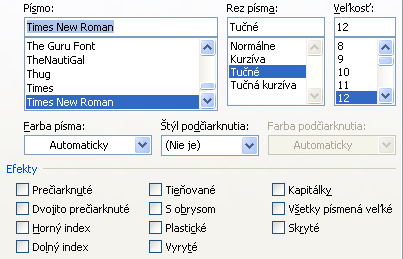 Písmo: Rez písma: Veľkosť:
Times New Roman Tučné 12
The Guru Font Normálne 8
TheNautiGal Kurzíva 9
Thug Tučné 10
Times Tučná kurzíva 11
Times New Roman 12
Farba písma: Štýl podčiarknutia: Farba podčiarknutia:
Automaticky (Nie je) Automaticky
Efekty
Prečiarknuté Tieňované Kapitálky
Dvojito prečiarknuté S obrysom Všetky písmená veľké
Horný index Plastické Skryté
Dolný index Vyryté